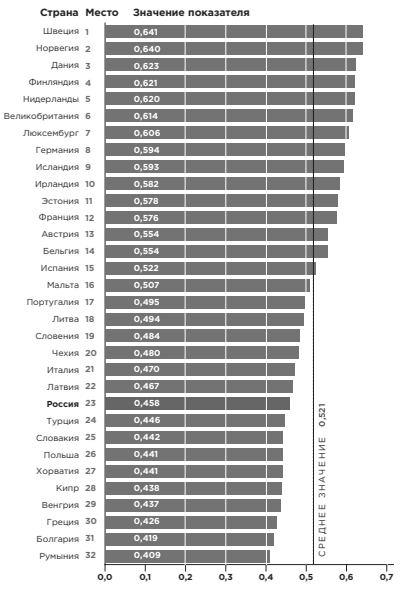 Страна Место Значение показателя
Швеция 1 0,641
Норвегия 2 0,640
Дания 3 0,623
Финляндия 4 0,621
Нидерланды 5 0,620
Великобритания 6 0,614
Люксембург 7 0,606
Германия 8 0,594
Исландия 9 0,593
Ирландия 10 0,582
Эстония 11 0,578
Франция 12 0,576
Австрия 13 0,554
Бельгия 14 0,554
Испания 15 0,522
Мальта 16 0,507
Португалия 17 0,495
Литва 18 0,494
Словения 19 0,484
Чехия 20 0,480
Италия 21 0,470
Латвия 22 0,467
Россия 23 0,458
Турция 24 0,446
Словакия 25 0,442
Польша 26 0,441
Хорватия 27 0,441
Кипр 28 0,438
Венгрия 29 0,437
Греция 30 0,426
Болгария 31 0,419
Румыния 32 0,409
СРЕДНЕЕ ЗНАЧЕНИЕ 0,521
0,0 0,1 0,2 0,3 0,4 0,5 0,6 0,7